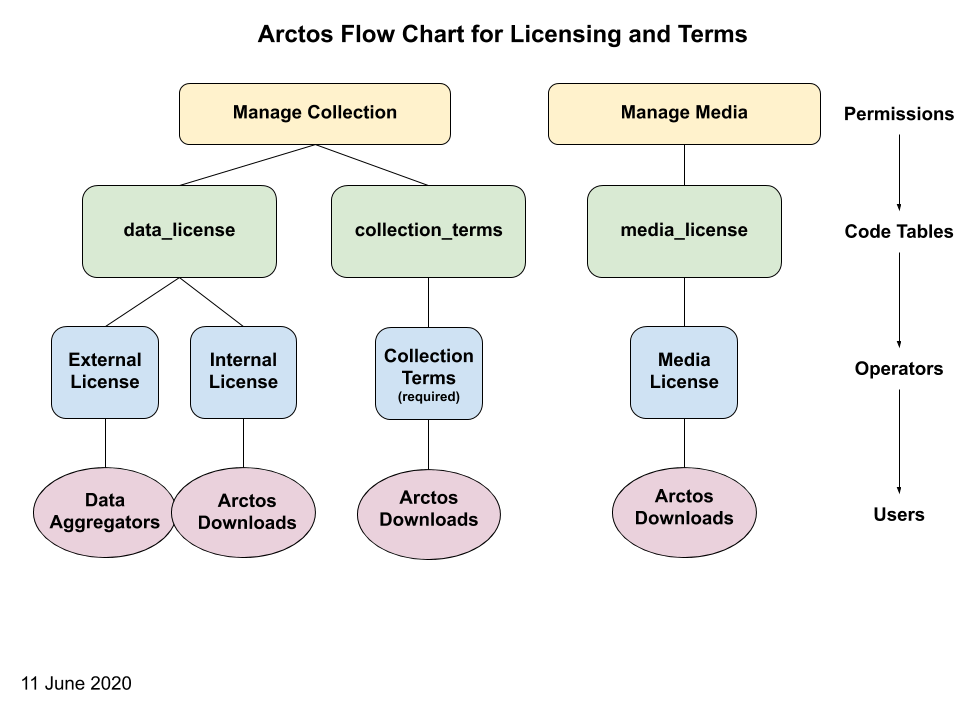 Arctos Flow Chart for Licensing and Terms
Manage Collection
Manage Media
Permissions
data_license
collection_terms
media_license
Code Tables
External
License
Internal
License
Collection
Terms
(required)
Media
License
Operators
Data
Aggregators
Arctos
Downloads
Arctos
Downloads
Arctos
Downloads
Users
11 June 2020